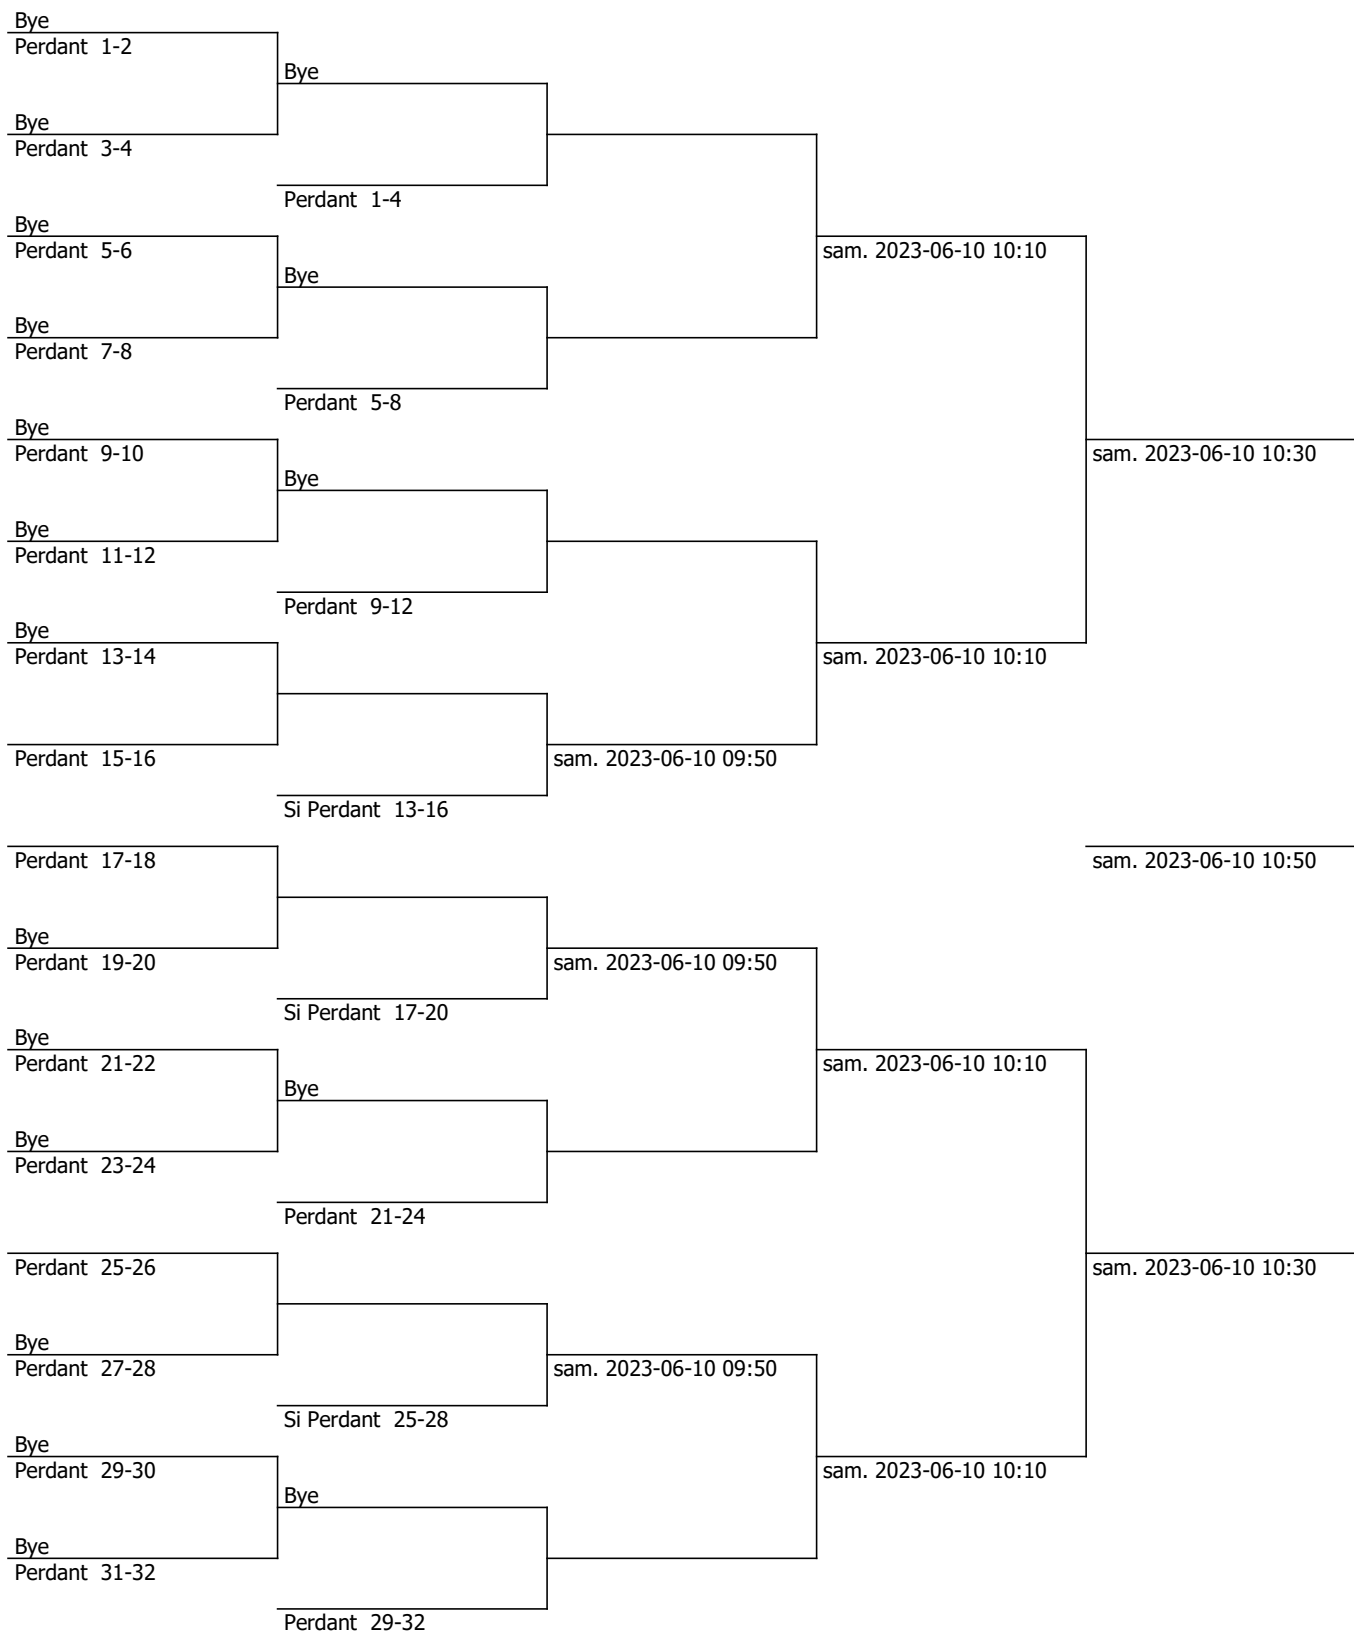 Bye
Perdant 1-2
Bye
Bye
Perdant 3-4
Perdant 1-4
Bye
Perdant 5-6
sam. 2023-06-10 10:10
Bye
Bye
Perdant 7-8
Perdant 5-8
Bye
Perdant 9-10
sam. 2023-06-10 10:30
Bye
Bye
Perdant 11-12
Perdant 9-12
Bye
Perdant 13-14
sam. 2023-06-10 10:10
Perdant 15-16
sam. 2023-06-10 09:50
Si Perdant 13-16
Perdant 17-18
sam. 2023-06-10 10:50
Bye
Perdant 19-20
sam. 2023-06-10 09:50
Si Perdant 17-20
Bye
Perdant 21-22
sam. 2023-06-10 10:10
Bye
Bye
Perdant 23-24
Perdant 21-24
Perdant 25-26
sam. 2023-06-10 10:30
Bye
Perdant 27-28
sam. 2023-06-10 09:50
Si Perdant 25-28
Bye
Perdant 29-30
sam. 2023-06-10 10:10
Bye
Bye
Perdant 31-32
Perdant 29-32